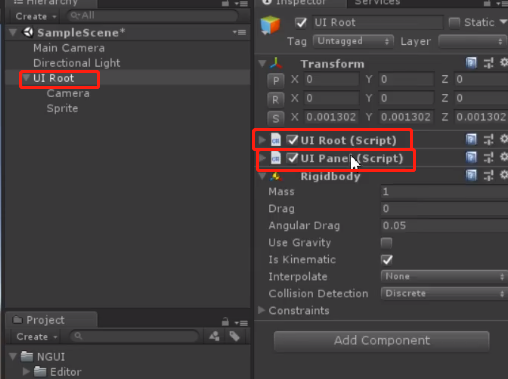 Hierarchy
Create
All
SampleScene*
Main Camera
Directional Light
UI Root
Camera
Sprite
Project
Create
NGUI
Editor
Inspector
Services
UI Root
Static
Tag
Untagged
Layer
Transform
P X 0 Y 0 Z 0
R X 0 Y 0 Z 0
S X 0.001302 Y 0.001302 Z 0.001302
UI Root (Script)
UI Panel (Script)
Rigidbody
Mass 1
Drag 0
Angular Drag 0.05
Use Gravity
Is Kinematic
Interpolate None
Collision Detection Discrete
Constraints
Add Component